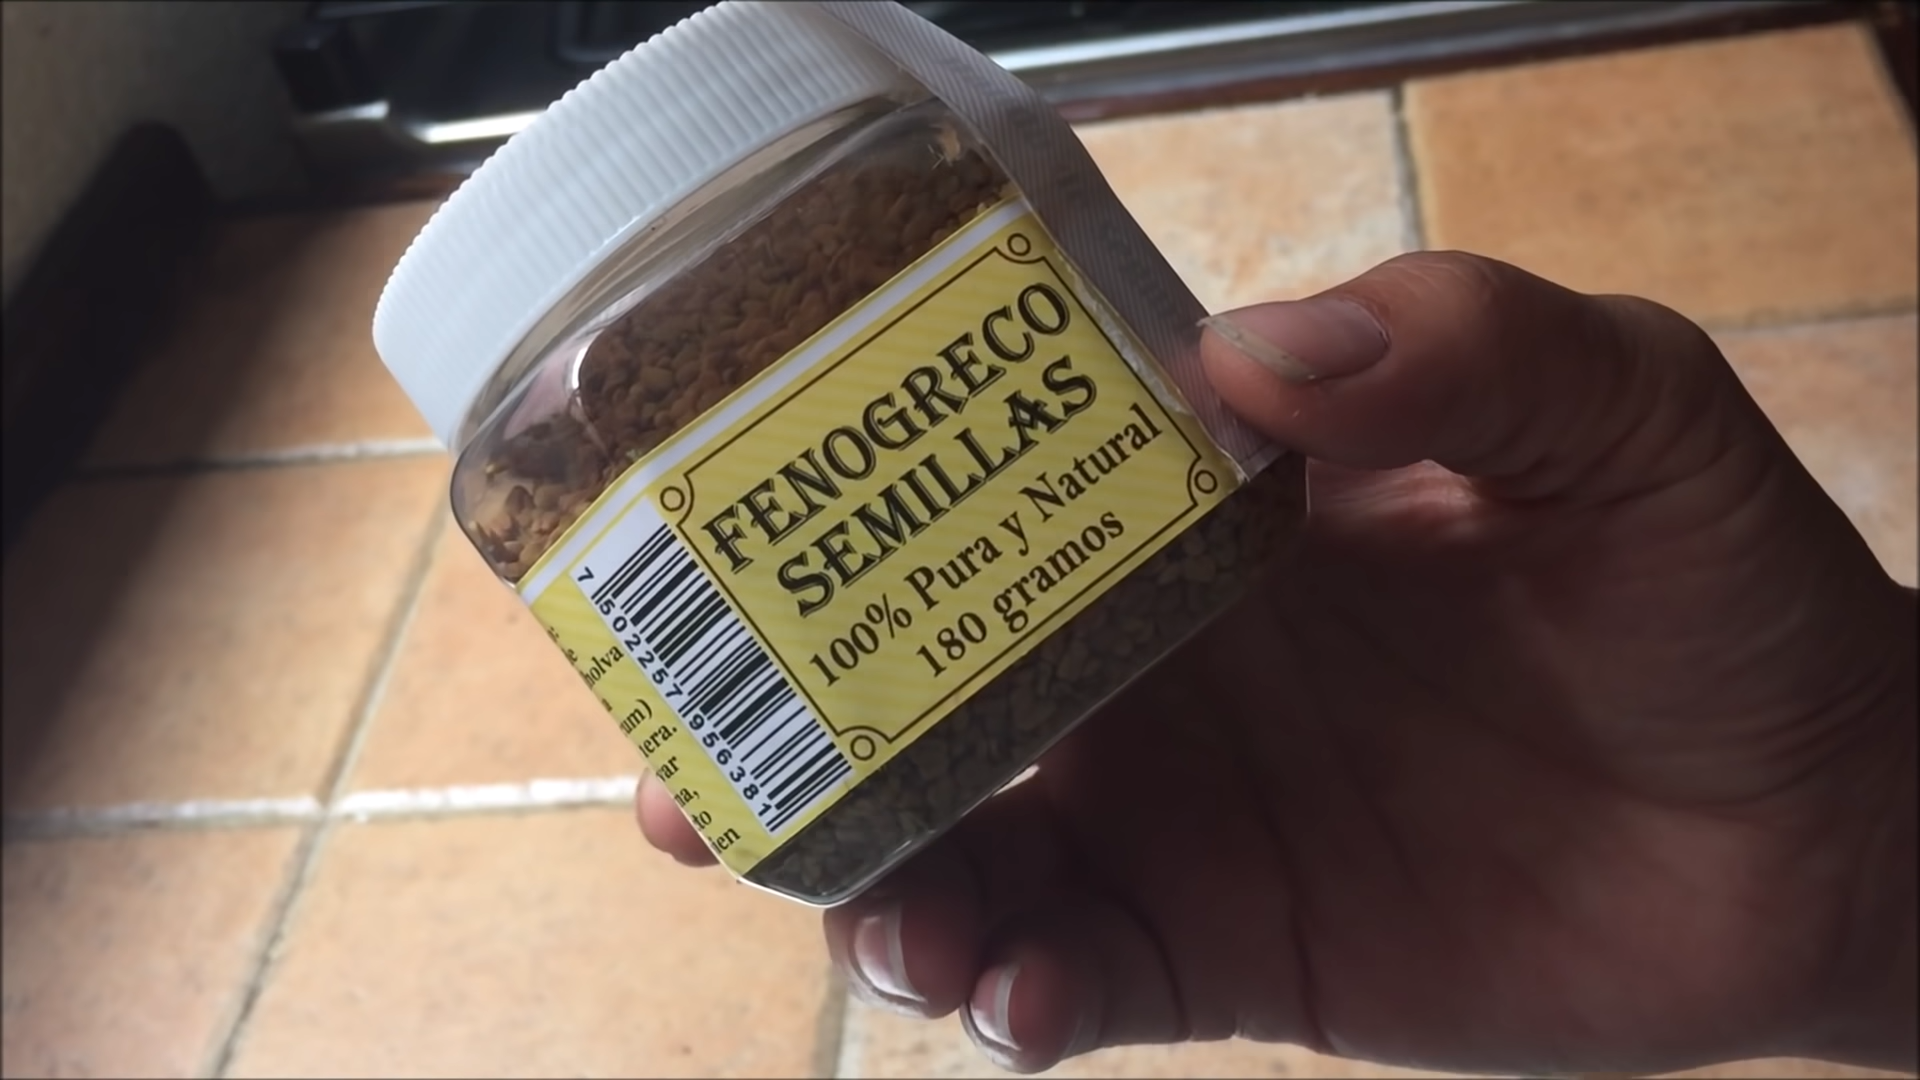 FENOGRECO
SEMILLAS
100% Pura y Natural
180 gramos
7 502257 956381